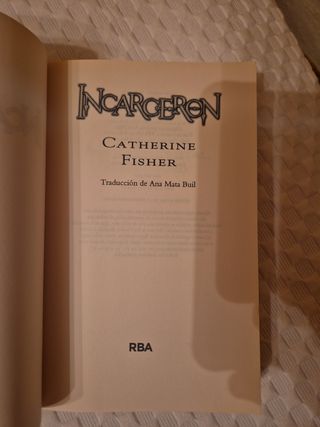 INCARCERON
CATHERINE
FISHER
Traducción de Ana Mata Buil
RBA